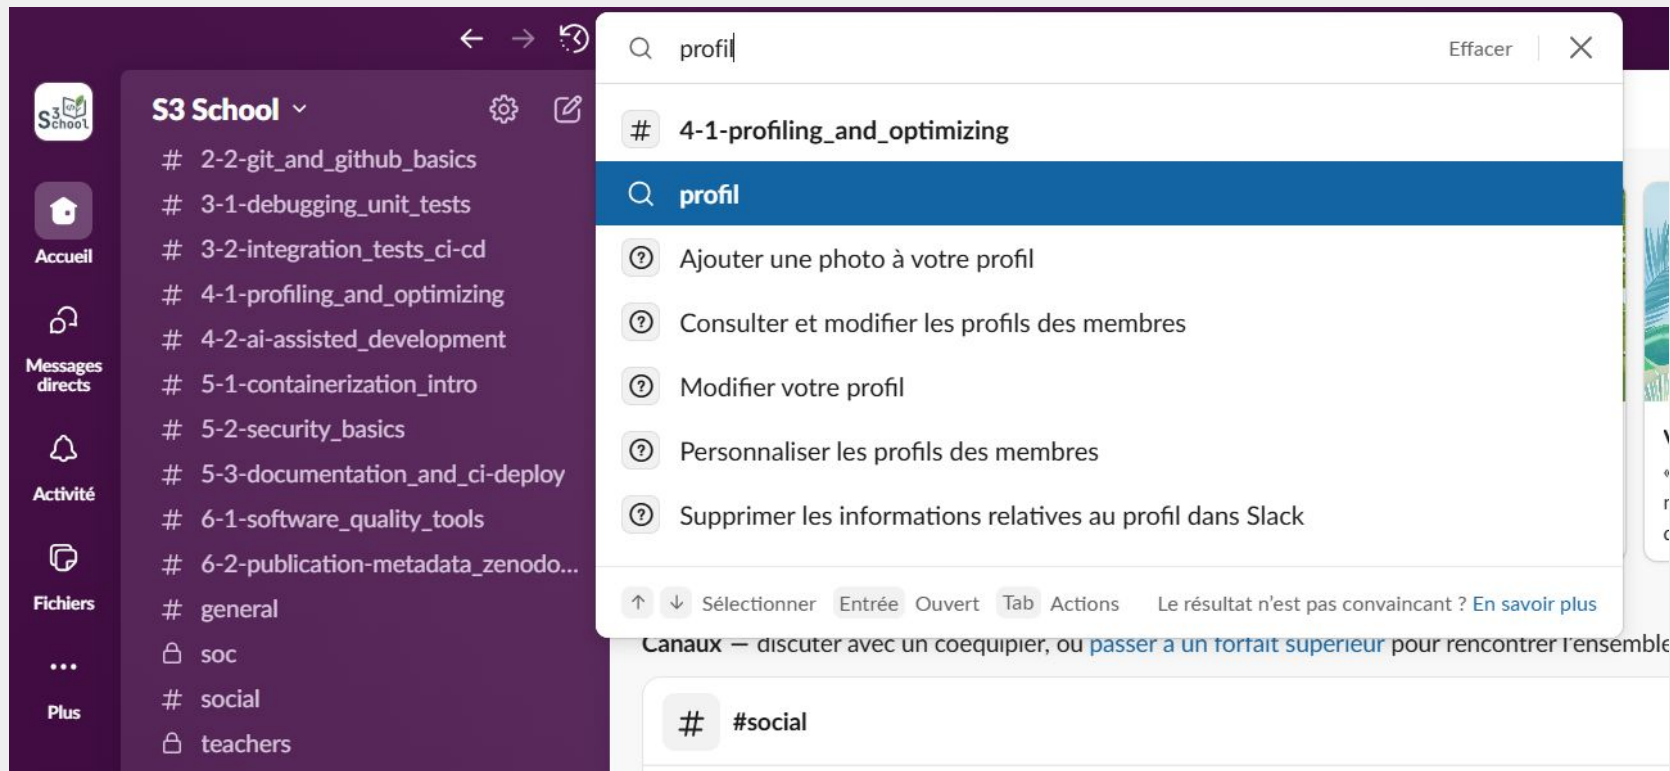 profil
Effacer
S3 School
S3 School
# 2-2-git_and_github_basics
# 3-1-debugging_unit_tests
# 3-2-integration_tests_ci-cd
# 4-1-profiling_and_optimizing
# 4-2-ai-assisted_development
# 5-1-containerization_intro
# 5-2-security_basics
# 5-3-documentation_and_ci-deploy
# 6-1-software_quality_tools
# 6-2-publication-metadata_zenodo...
# general
soc
# social
teachers
Accueil
Messages
directs
Activité
Fichiers
Plus
# 4-1-profiling_and_optimizing
profil
Ajouter une photo à votre profil
Consulter et modifier les profils des membres
Modifier votre profil
Personnaliser les profils des membres
Supprimer les informations relatives au profil dans Slack
↑ ↓ Sélectionner Entrée Ouvert Tab Actions Le résultat n'est pas convaincant ? En savoir plus
Canaux — discuter avec un coéquipier, ou passer à un forfait supérieur pour rencontrer l'ensemble
# #social